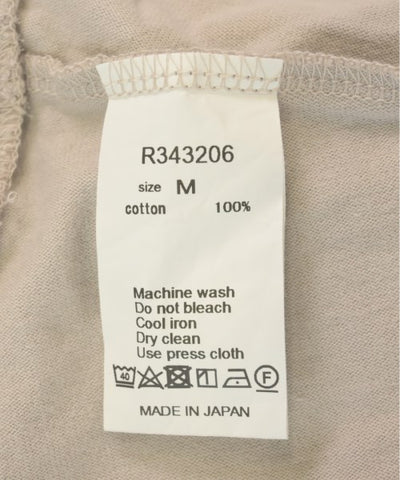 R343206
size M
cotton 100%
Machine wash
Do not bleach
Cool iron
Dry clean
Use press cloth
40 F
MADE IN JAPAN